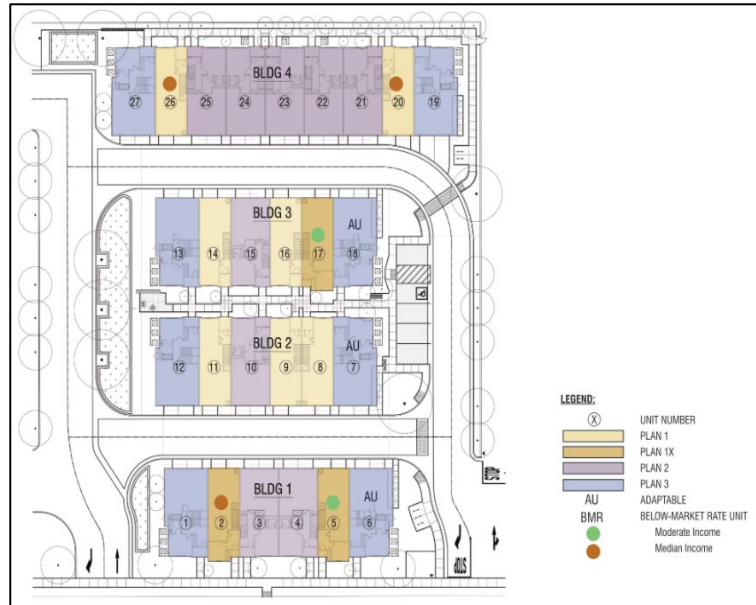 BLDG 4
27
26
25
24
23
22
21
20
19
BLDG 3
AU
13
14
15
16
17
18
BLDG 2
AU
12
11
10
9
8
7
BLDG 1
AU
1
2
3
4
5
6
STOP
STOP
LEGEND:
X UNIT NUMBER
PLAN 1
PLAN 1X
PLAN 2
PLAN 3
AU ADAPTABLE
BMR BELOW-MARKET RATE UNIT
Moderate Income
Median Income